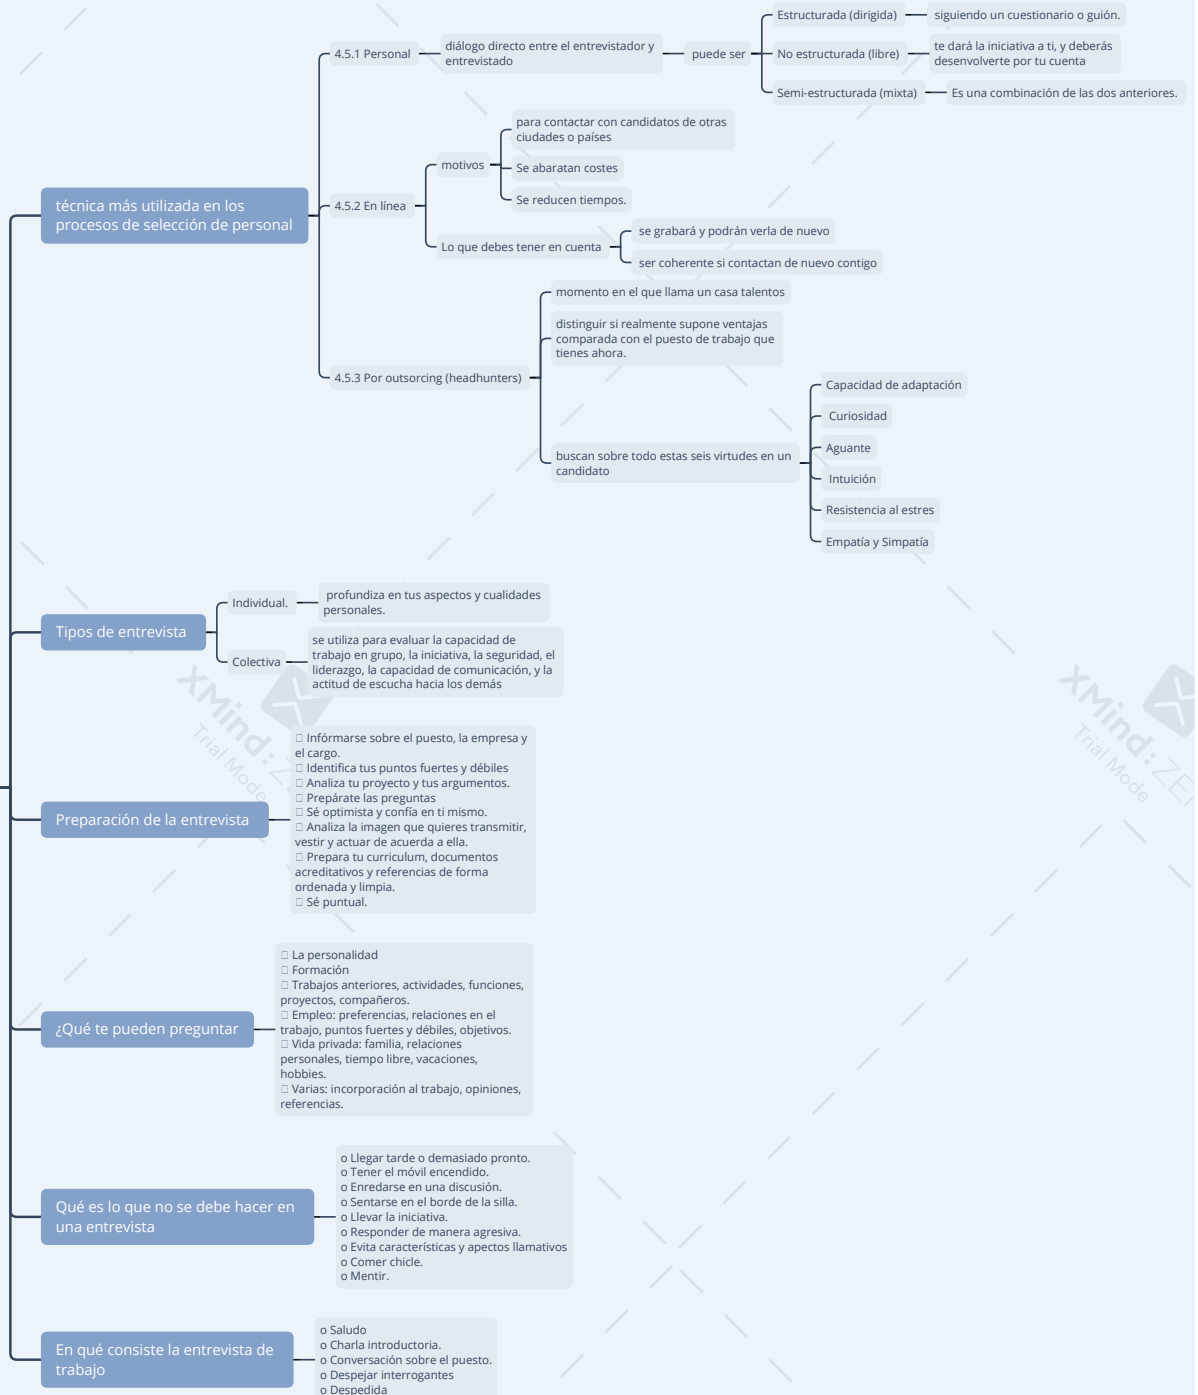 Estructurada (dirigida)
siguiendo un cuestionario o guión.
4.5.1 Personal
diálogo directo entre el entrevistador y
entrevistado
puede ser
No estructurada (libre)
te dará la iniciativa a ti, y deberás
desenvolverte por tu cuenta
Semi-estructurada (mixta)
Es una combinación de las dos anteriores.
técnica más utilizada en los
procesos de selección de personal
4.5.2 En línea
motivos
para contactar con candidatos de otras
ciudades o países
Se abaratan costes
Se reducen tiempos.
Lo que debes tener en cuenta
se grabará y podrán verla de nuevo
ser coherente si contactan de nuevo contigo
4.5.3 Por outsorcing (headhunters)
momento en el que llama un casa talentos
distinguir si realmente supone ventajas
comparada con el puesto de trabajo que
tienes ahora.
buscan sobre todo estas seis virtudes en un
candidato
Capacidad de adaptación
Curiosidad
Aguante
Intuición
Resistencia al estres
Empatía y Simpatía
Tipos de entrevista
Individual.
profundiza en tus aspectos y cualidades
personales.
Colectiva
se utiliza para evaluar la capacidad de
trabajo en grupo, la iniciativa, la seguridad, el
liderazgo, la capacidad de comunicación, y la
actitud de escucha hacia los demás
XMind: ZEN
Trial Mode
XMind: ZEN
Trial Mode
Preparación de la entrevista
Infórmarse sobre el puesto, la empresa y
el cargo.
Identifica tus puntos fuertes y débiles
Analiza tu proyecto y tus argumentos.
Prepárate las preguntas
Sé optimista y confía en ti mismo.
Analiza la imagen que quieres transmitir,
vestir y actuar de acuerda a ella.
Prepara tu curriculum, documentos
acreditativos y referencias de forma
ordenada y limpia.
Sé puntual.
¿Qué te pueden preguntar
La personalidad
Formación
Trabajos anteriores, actividades, funciones,
proyectos, compañeros.
Empleo: preferencias, relaciones en el
trabajo, puntos fuertes y débiles, objetivos.
Vida privada: familia, relaciones
personales, tiempo libre, vacaciones,
hobbies.
Varias: incorporación al trabajo, opiniones,
referencias.
Qué es lo que no se debe hacer en
una entrevista
o Llegar tarde o demasiado pronto.
o Tener el móvil encendido.
o Enredarse en una discusión.
o Sentarse en el borde de la silla.
o Llevar la iniciativa.
o Responder de manera agresiva.
o Evita características y apectos llamativos
o Comer chicle.
o Mentir.
En qué consiste la entrevista de
trabajo
o Saludo
o Charla introductoria.
o Conversación sobre el puesto.
o Despejar interrogantes
o Despedida